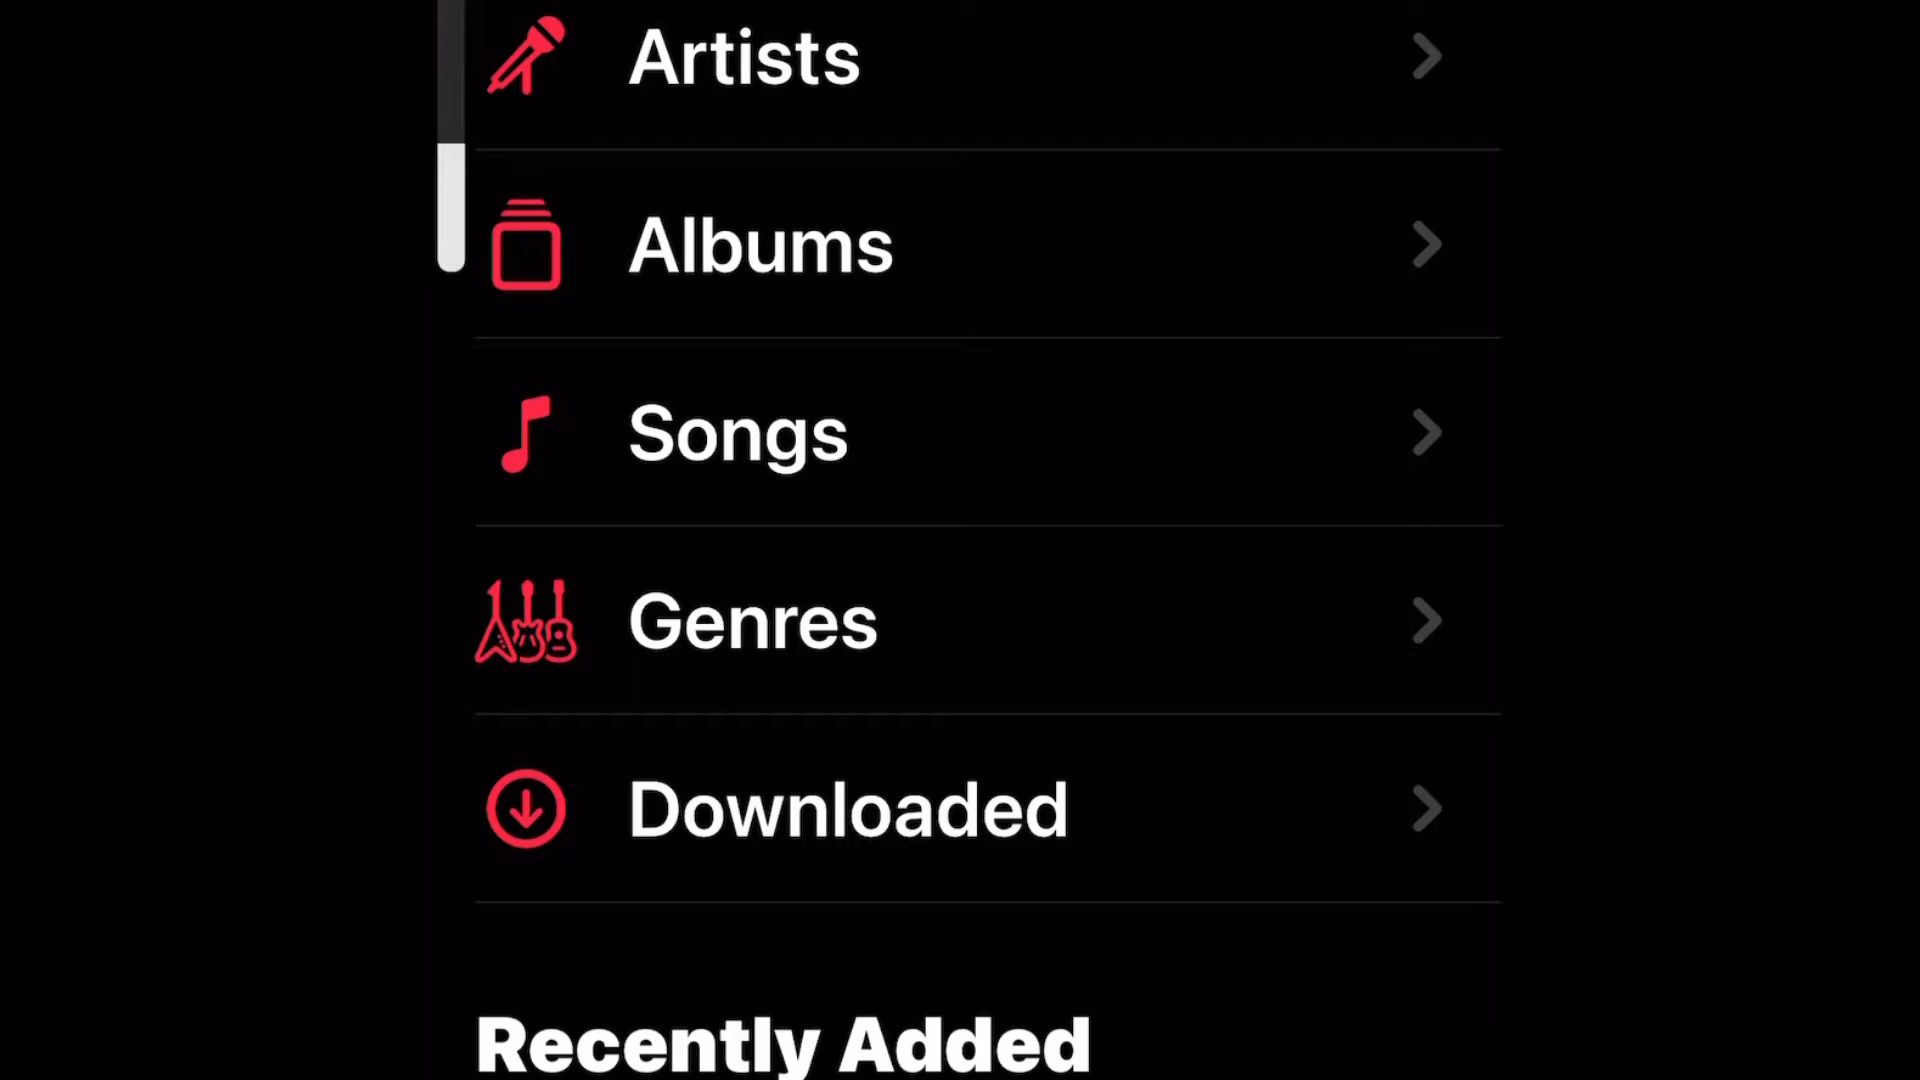 Artists
Albums
Songs
Genres
Downloaded
Recently Added